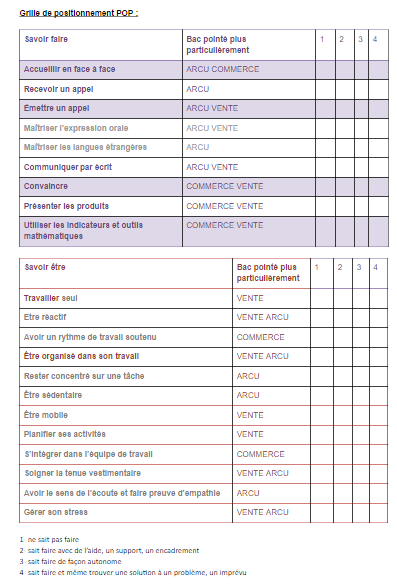 Grille de positionnement POP :
Savoir faire Bac pointé plus particulièrement 1 2 3 4
Accueillir en face à face ARCU COMMERCE
Recevoir un appel ARCU
Émettre un appel ARCU VENTE
Maîtriser l'expression orale ARCU VENTE
Maîtriser les langues étrangères ARCU
Communiquer par écrit ARCU VENTE
Convaincre COMMERCE VENTE
Présenter les produits COMMERCE VENTE
Utiliser les indicateurs et outils mathématiques COMMERCE VENTE
Savoir être Bac pointé plus particulièrement 1 2 3 4
Travailler seul VENTE
Etre réactif VENTE ARCU
Avoir un rythme de travail soutenu COMMERCE
Être organisé dans son travail VENTE ARCU
Rester concentré sur une tâche ARCU
Être sédentaire ARCU
Être mobile VENTE
Planifier ses activités VENTE
S'intégrer dans l'équipe de travail COMMERCE
Soigner la tenue vestimentaire VENTE ARCU
Avoir le sens de l'écoute et faire preuve d'empathie ARCU
Gérer son stress VENTE ARCU
1- ne sait pas faire
2- sait faire avec de l'aide, un support, un encadrement
3- sait faire de façon autonome
4- sait faire et même trouver une solution à un problème, un imprévu